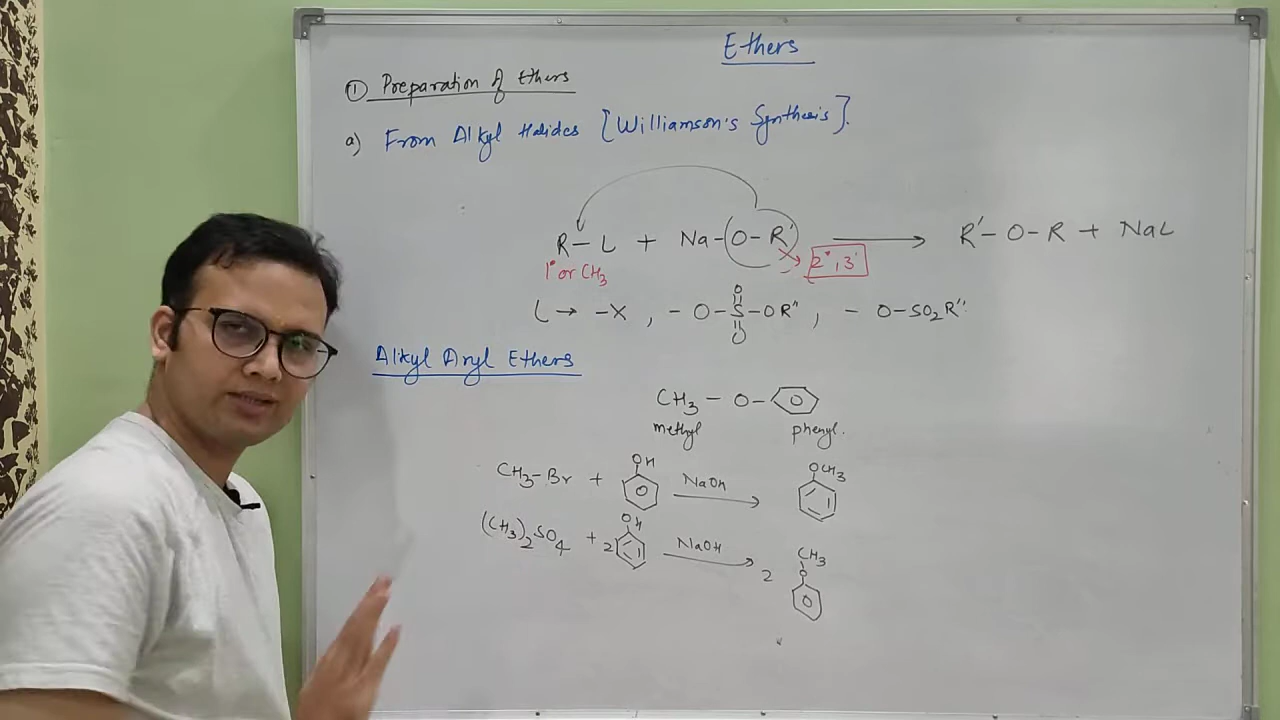 Ethers
① Preparation of Ethers
a) From Alkyl Halides [Williamson's Synthesis].
R–L + Na–O–R' ⟶ R'–O–R + NaL
1° or CH3
2°, 3°
L → –X , –O–S–OR'' , –O–SO2R''
O
O
Alkyl Aryl Ethers
CH3–O–
methyl phenyl.
CH3–Br + OH NaOH OCH3
(CH3)2SO4 + 2 OH NaOH 2 CH3
O